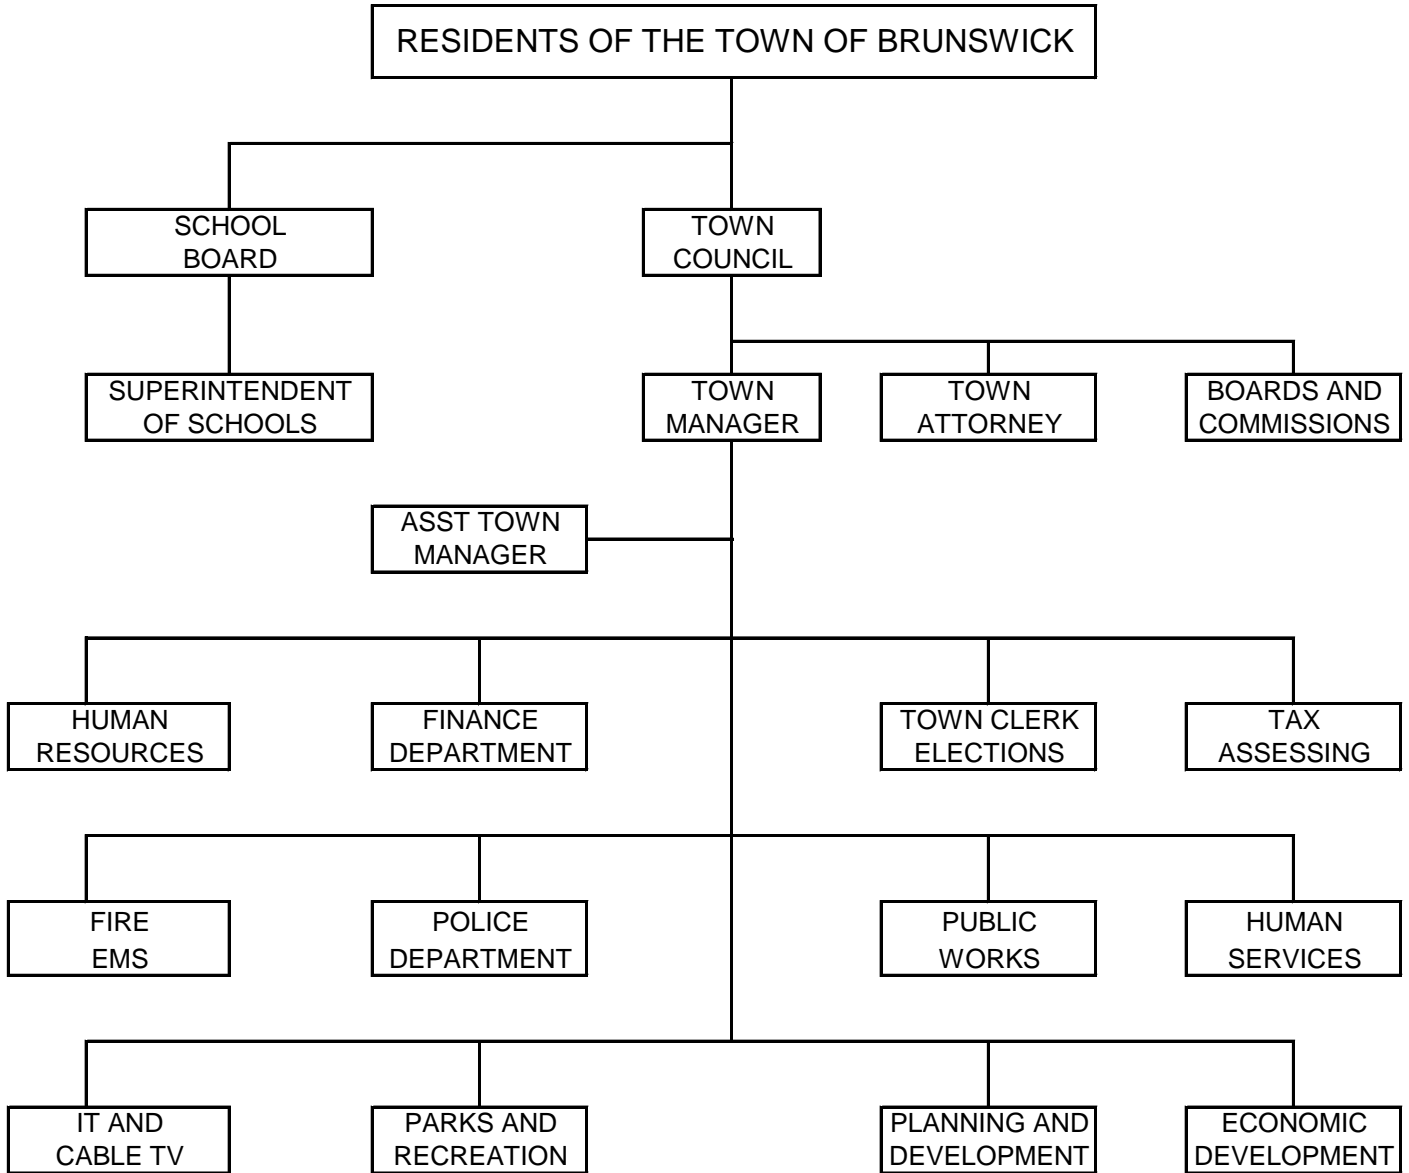 RESIDENTS OF THE TOWN OF BRUNSWICK
SCHOOL
BOARD
TOWN
COUNCIL
SUPERINTENDENT
OF SCHOOLS
TOWN
MANAGER
TOWN
ATTORNEY
BOARDS AND
COMMISSIONS
ASST TOWN
MANAGER
HUMAN
RESOURCES
FINANCE
DEPARTMENT
TOWN CLERK
ELECTIONS
TAX
ASSESSING
FIRE
EMS
POLICE
DEPARTMENT
PUBLIC
WORKS
HUMAN
SERVICES
IT AND
CABLE TV
PARKS AND
RECREATION
PLANNING AND
DEVELOPMENT
ECONOMIC
DEVELOPMENT